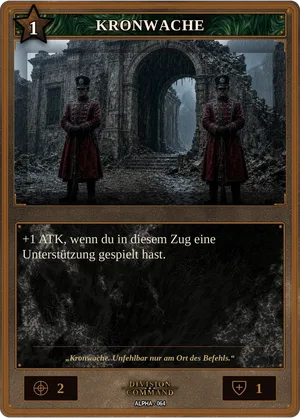 KRONWACHE
1
+1 ATK, wenn du in diesem Zug eine
Unterstützung gespielt hast.
„Kronwache. Unfehlbar nur am Ort des Befehls.“
2
DIVISION
COMMAND
ALPHA 064
1